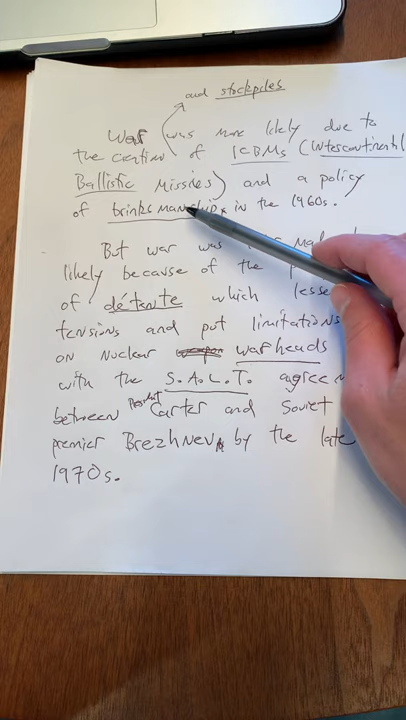 and stockpiles
War (was more likely due to
the creation of ICBMs (Intercontinental
Ballistic Missiles) and a policy
of brinksmanship in the 1960s.
But war was
likely because of the
of détente which lesse
tensions and put limitations
on nuclear warheads
with the S.A.L.T. agreem
between President Carter and Soviet
premier Brezhnev by the late
1970s.